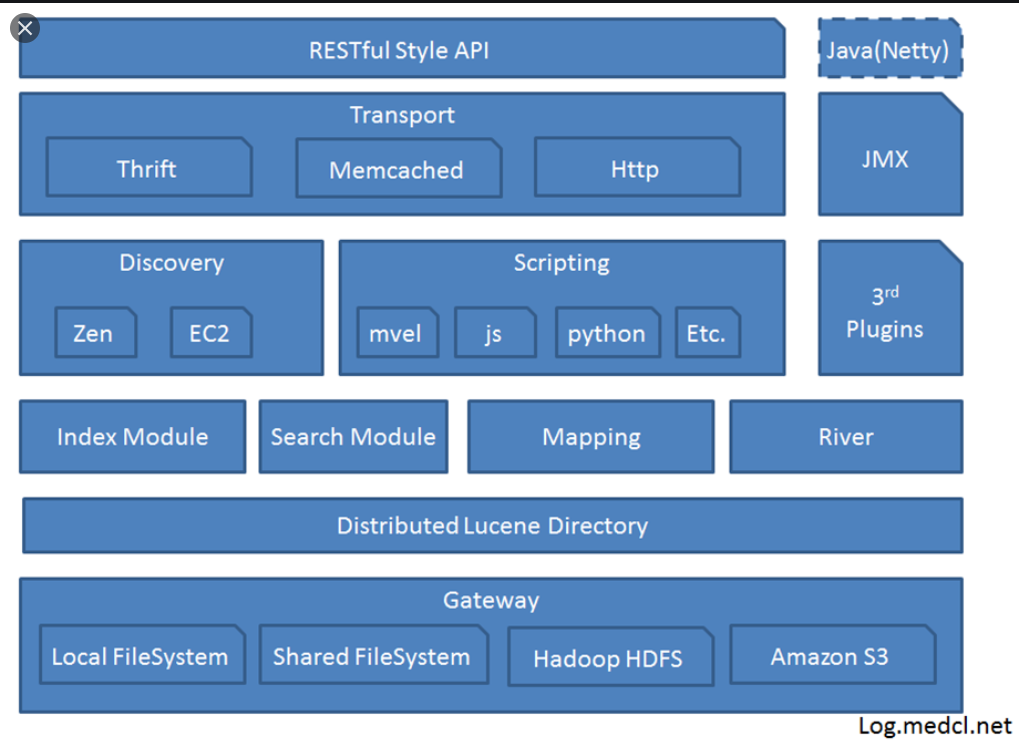 RESTful Style API
Java(Netty)
Transport
Thrift
Memcached
Http
JMX
Discovery
Zen
EC2
Scripting
mvel
js
python
Etc.
3rd
Plugins
Index Module
Search Module
Mapping
River
Distributed Lucene Directory
Gateway
Local FileSystem
Shared FileSystem
Hadoop HDFS
Amazon S3
Log.medcl.net